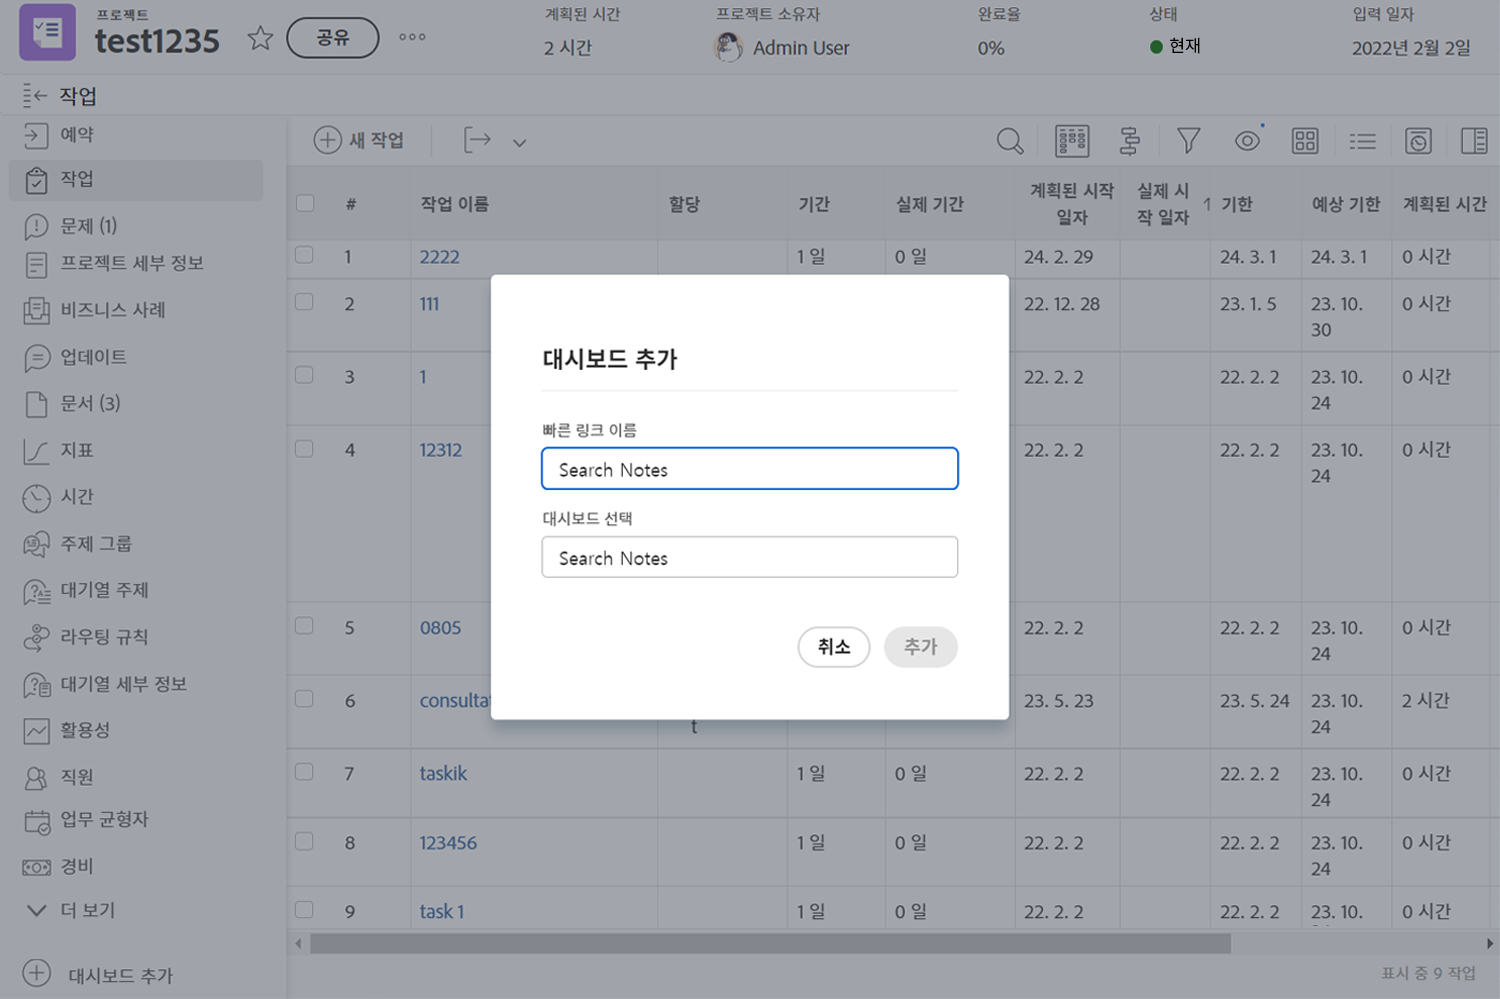 프로젝트
test1235
공유
계획된 시간
2 시간
프로젝트 소유자
Admin User
완료율
0%
상태
현재
입력 일자
2022년 2월 2일
작업
예약
작업
문제 (1)
프로젝트 세부 정보
비즈니스 사례
업데이트
문서 (3)
지표
시간
주제 그룹
대기열 주제
라우팅 규칙
대기열 세부 정보
활용성
직원
업무 균형자
경비
더 보기
대시보드 추가
새 작업
# 작업 이름 할당 기간 실제 기간 계획된 시작 일자 실제 시작 일자 기한 예상 기한 계획된 시간
1 2222 1 일 0 일 24. 2. 29 24. 3. 1 24. 3. 1 0 시간
2 111 22. 12. 28 23. 1. 5 23. 10. 30 0 시간
3 1 22. 2. 2 22. 2. 2 23. 10. 24 0 시간
4 12312 22. 2. 2 22. 2. 2 23. 10. 24 0 시간
5 0805 22. 2. 2 22. 2. 2 23. 10. 24 0 시간
6 consulta 23. 5. 23 23. 5. 24 23. 10. 24 2 시간
t
7 taskik 1 일 0 일 22. 2. 2 22. 2. 2 23. 10. 24 0 시간
8 123456 1 일 0 일 22. 2. 2 22. 2. 2 23. 10. 24 0 시간
9 task 1 1 일 0 일 22. 2. 2 22. 2. 2 23. 10. 0 시간
표시 중 9 작업
대시보드 추가
빠른 링크 이름
Search Notes
대시보드 선택
Search Notes
취소
추가